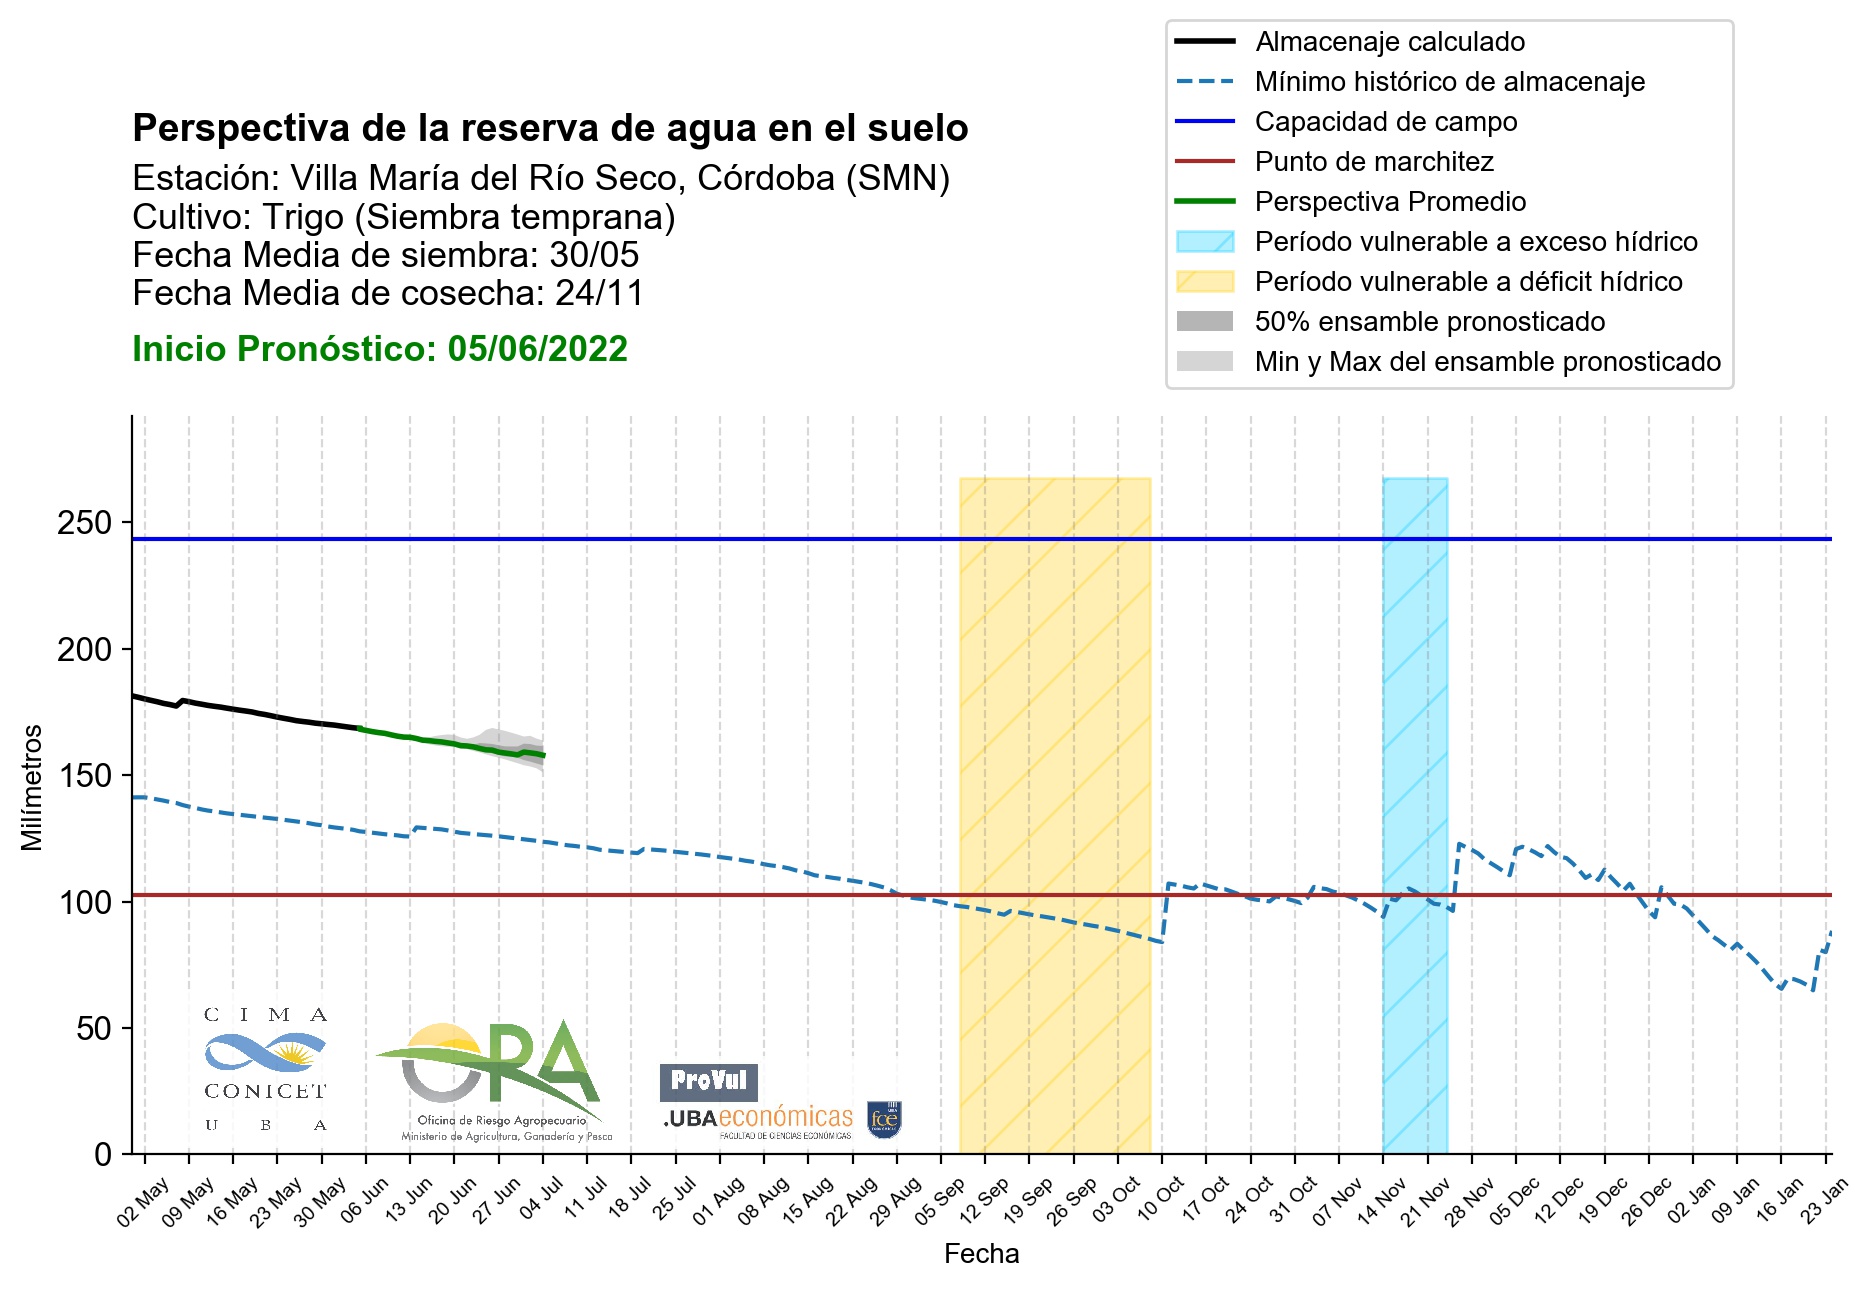 Almacenaje calculado
Mínimo histórico de almacenaje
Capacidad de campo
Punto de marchitez
Perspectiva Promedio
Período vulnerable a exceso hídrico
Período vulnerable a déficit hídrico
50% ensamble pronosticado
Min y Max del ensamble pronosticado
Perspectiva de la reserva de agua en el suelo
Estación: Villa María del Río Seco, Córdoba (SMN)
Cultivo: Trigo (Siembra temprana)
Fecha Media de siembra: 30/05
Fecha Media de cosecha: 24/11
Inicio Pronóstico: 05/06/2022
Milímetros
250
200
150
100
50
0
C I M A
CONICET
U B A
ORA
Oficina de Riesgo Agropecuario
Ministerio de Agricultura, Ganadería y Pesca
ProVul
.UBAeconómicas
FACULTAD DE CIENCIAS ECONÓMICAS
UBA
fce
02 May
09 May
16 May
23 May
30 May
06 Jun
13 Jun
20 Jun
27 Jun
04 Jul
11 Jul
18 Jul
25 Jul
01 Aug
08 Aug
15 Aug
22 Aug
29 Aug
05 Sep
12 Sep
19 Sep
26 Sep
03 Oct
10 Oct
17 Oct
24 Oct
31 Oct
07 Nov
14 Nov
21 Nov
28 Nov
05 Dec
12 Dec
19 Dec
26 Dec
02 Jan
09 Jan
16 Jan
23 Jan
Fecha